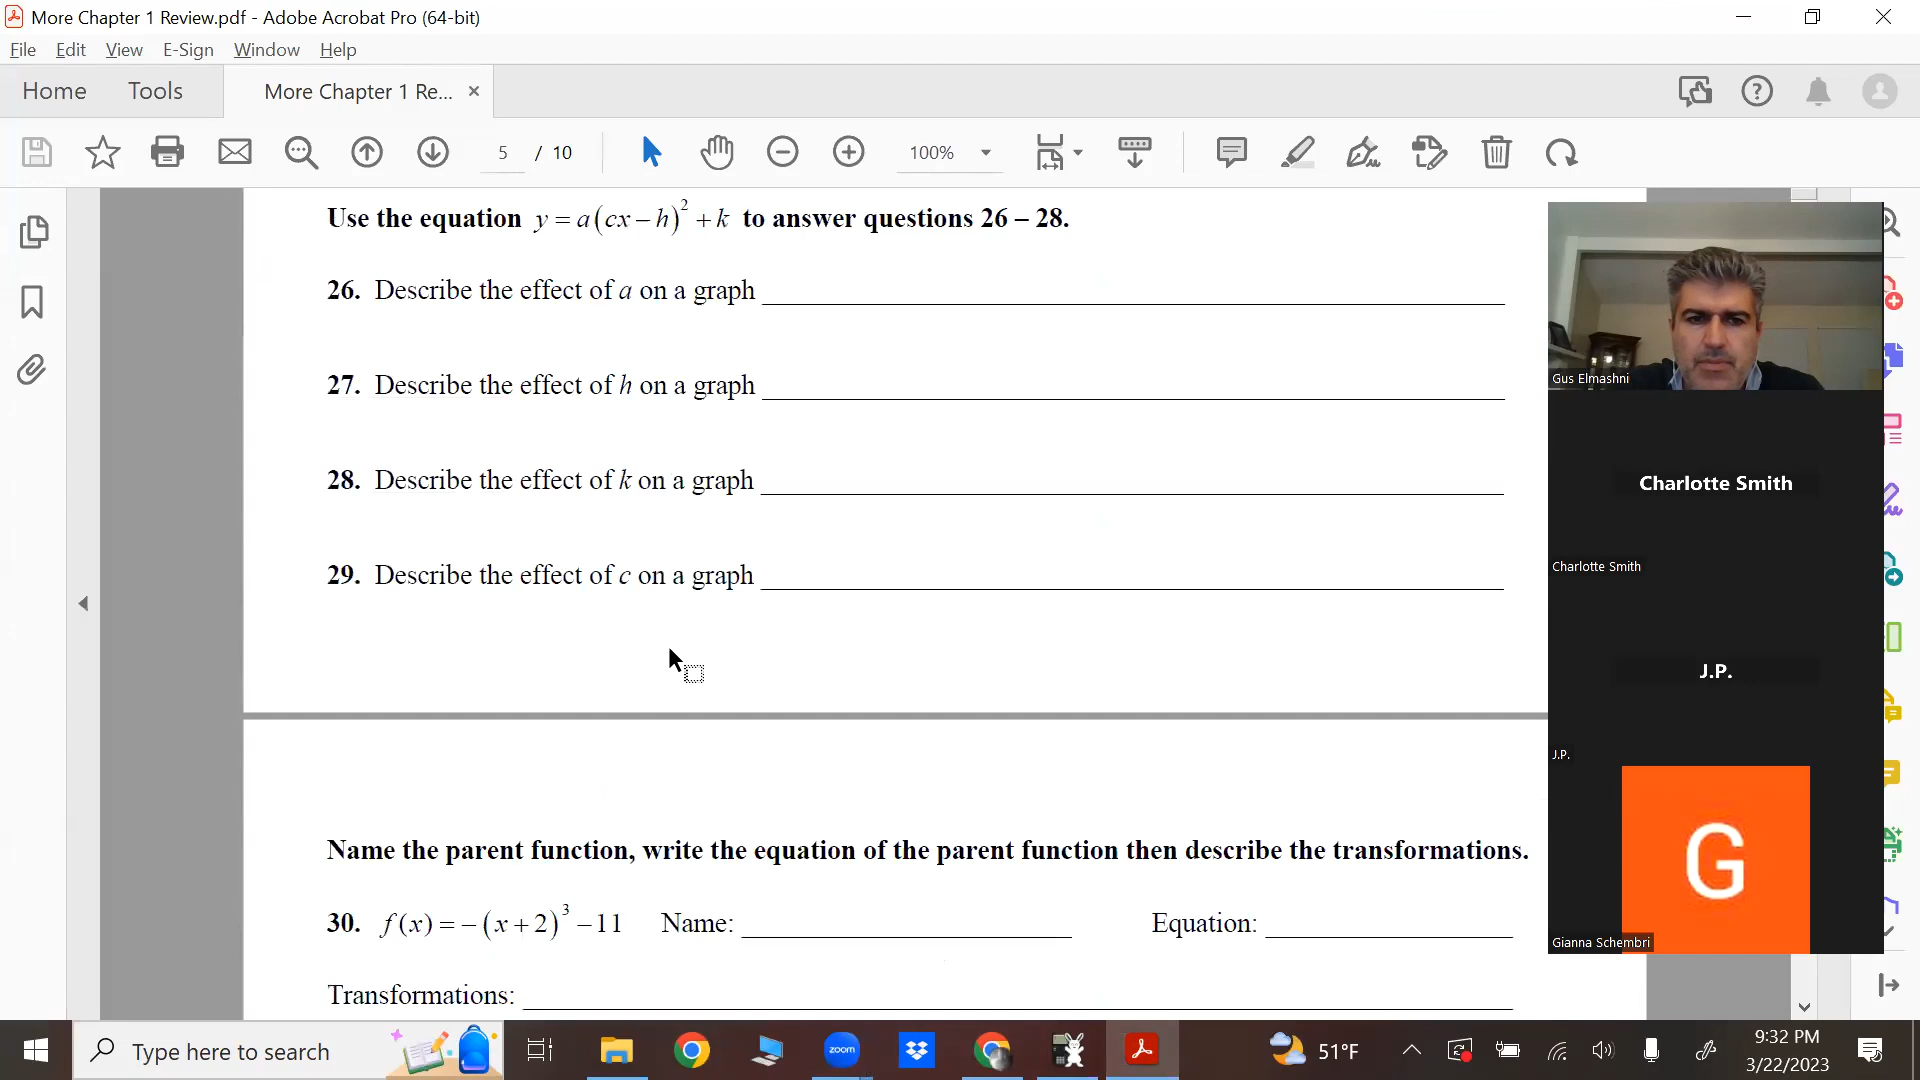 More Chapter 1 Review.pdf - Adobe Acrobat Pro (64-bit)
File Edit View E-Sign Window Help
Home Tools More Chapter 1 Re... ×
5 / 10 100%
Use the equation y = a(cx − h)² + k to answer questions 26 – 28.
26. Describe the effect of a on a graph
27. Describe the effect of h on a graph
28. Describe the effect of k on a graph
29. Describe the effect of c on a graph
Name the parent function, write the equation of the parent function then describe the transformations.
30. f(x) = −(x + 2)³ − 11 Name: Equation:
Transformations:
Gus Elmashni
Charlotte Smith
Charlotte Smith
J.P.
J.P.
G
Gianna Schembri
Type here to search
zoom
51°F
9:32 PM
3/22/2023